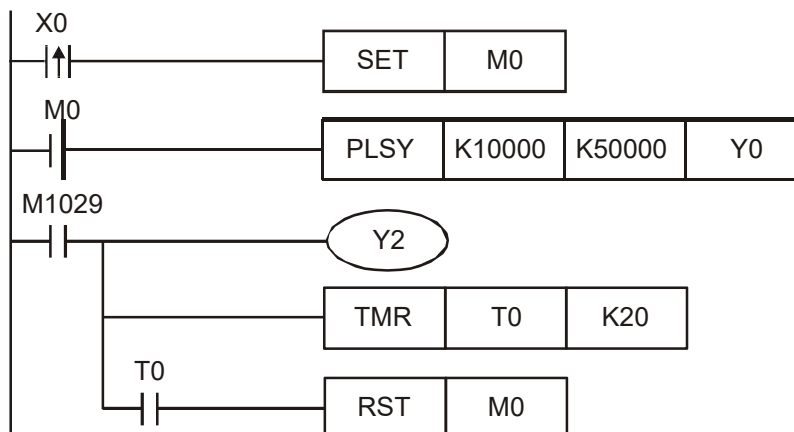 X0
SET M0
M0
PLSY K10000 K50000 Y0
M1029
Y2
TMR T0 K20
T0
RST M0